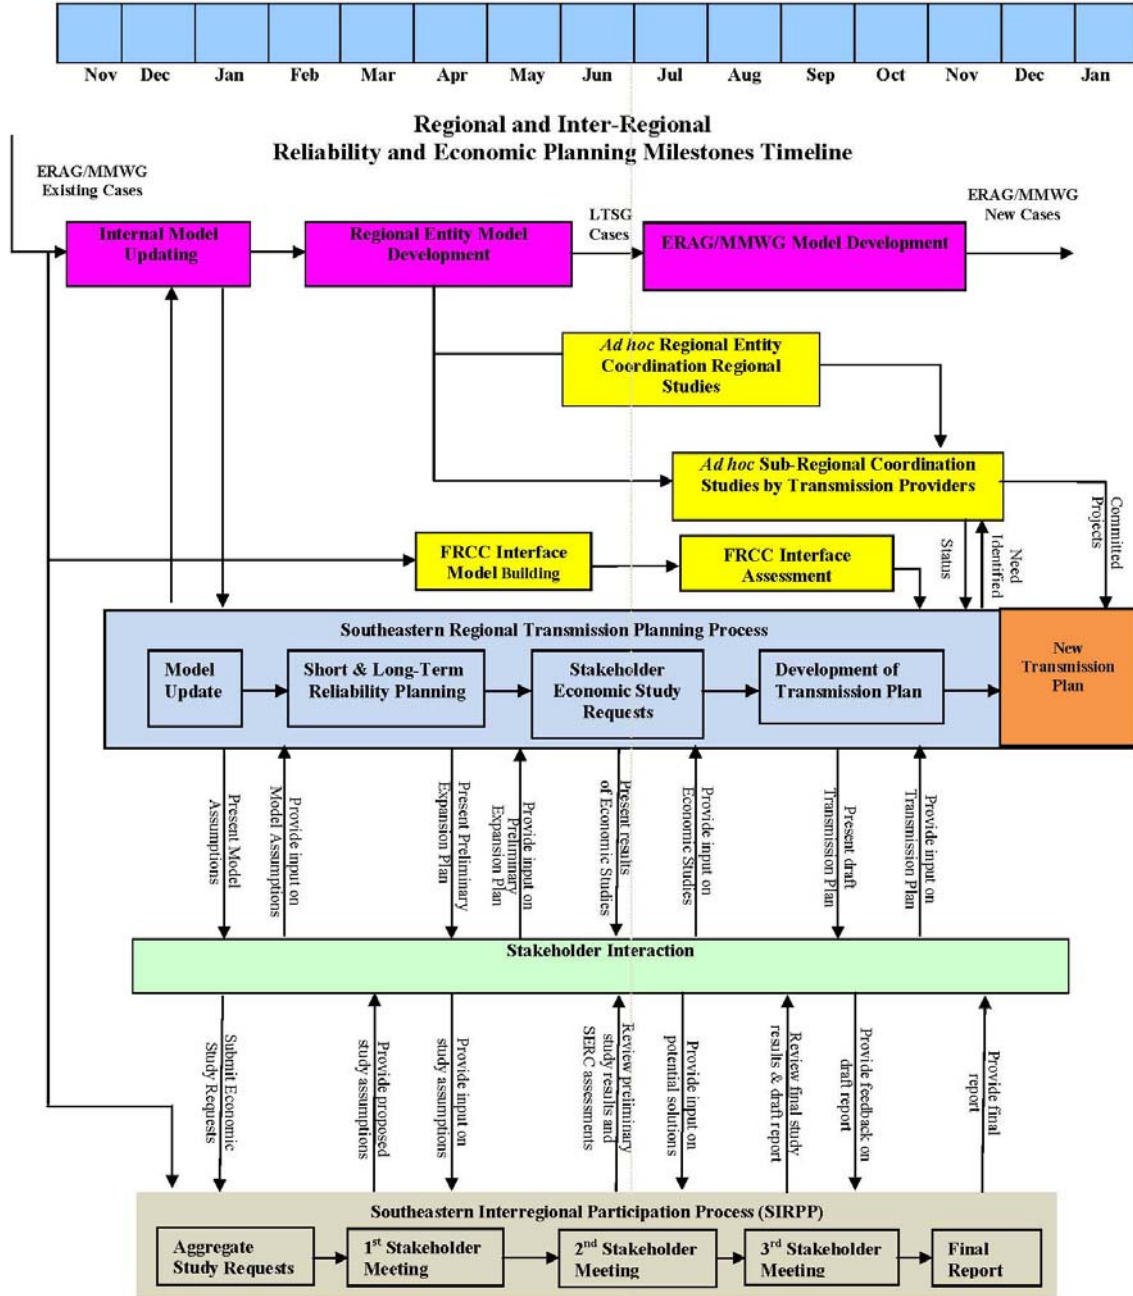 Nov Dec Jan Feb Mar Apr May Jun Jul Aug Sep Oct Nov Dec Jan
Regional and Inter-Regional
Reliability and Economic Planning Milestones Timeline
ERAG/MMWG
Existing Cases
LTSG
Cases
ERAG/MMWG
New Cases
Internal Model
Updating
Regional Entity Model
Development
ERAG/MMWG Model Development
Ad hoc Regional Entity
Coordination Regional
Studies
Ad hoc Sub-Regional Coordination
Studies by Transmission Providers
Committed
Projects
Status
Need
Identified
FRCC Interface
Model Building
FRCC Interface
Assessment
Southeastern Regional Transmission Planning Process
Model
Update
Short & Long-Term
Reliability Planning
Stakeholder
Economic Study
Requests
Development of
Transmission Plan
New
Transmission
Plan
Present Model
Assumptions
Provide input on
Model Assumptions
Present Preliminary
Expansion Plan
Provide input on
Preliminary
Expansion Plan
Present results
of Economic Studies
Provide input on
Economic Studies
Present draft
Transmission Plan
Provide input on
Transmission Plan
Stakeholder Interaction
Submit Economic
Study Requests
Provide proposed
study assumptions
Provide input on
study assumptions
Review preliminary
study results and
SERC assessments
Provide input on
potential solutions
Review final study
results & draft report
Provide feedback on
draft report
Provide final
report
Southeastern Interregional Participation Process (SIRPP)
Aggregate
Study Requests
1st Stakeholder
Meeting
2nd Stakeholder
Meeting
3rd Stakeholder
Meeting
Final
Report